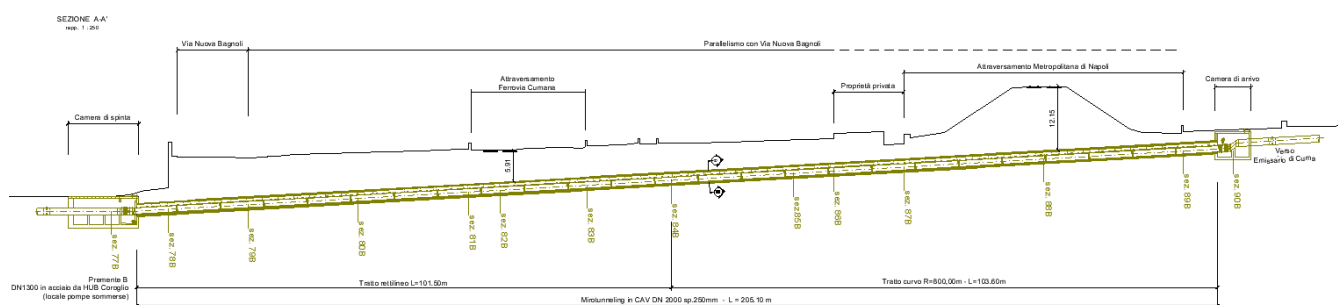 SEZIONE A-A'
rapp. 1 : 250
Via Nuova Bagnoli
Parallelismo con Via Nuova Bagnoli
Attraversamento
Ferrovia Cumana
Attraversamento Metropolitana di Napoli
Proprietà privata
Camera di arrivo
Camera di spinta
12.15
5.91
Verso
Emissario di Cuma
sez. 77B
sez. 78B
sez. 79B
sez. 80B
sez. 81B
sez. 82B
sez. 83B
sez. 84B
sez.85B
sez. 86B
sez. 87B
sez. 88B
sez. 89B
sez. 90B
Premente B
DN1300 in acciaio da HUB Coroglio
(locale pompe sommerse)
Tratto rettilineo L=101.50m
Tratto curvo R=800,00m - L=103.60m
Mirotunneling in CAV DN 2000 sp.250mm - L = 205.10 m